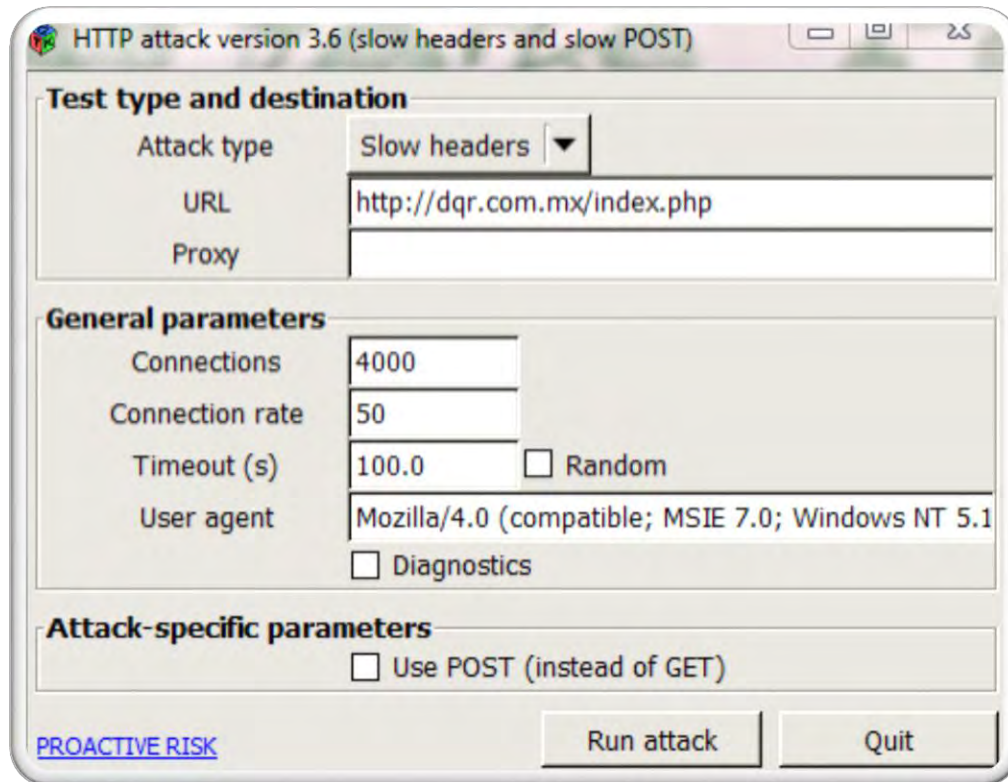 HTTP attack version 3.6 (slow headers and slow POST)
Test type and destination
Attack type Slow headers
URL http://dqr.com.mx/index.php
Proxy
General parameters
Connections 4000
Connection rate 50
Timeout (s) 100.0 Random
User agent Mozilla/4.0 (compatible; MSIE 7.0; Windows NT 5.1
Diagnostics
Attack-specific parameters
Use POST (instead of GET)
PROACTIVE RISK Run attack Quit